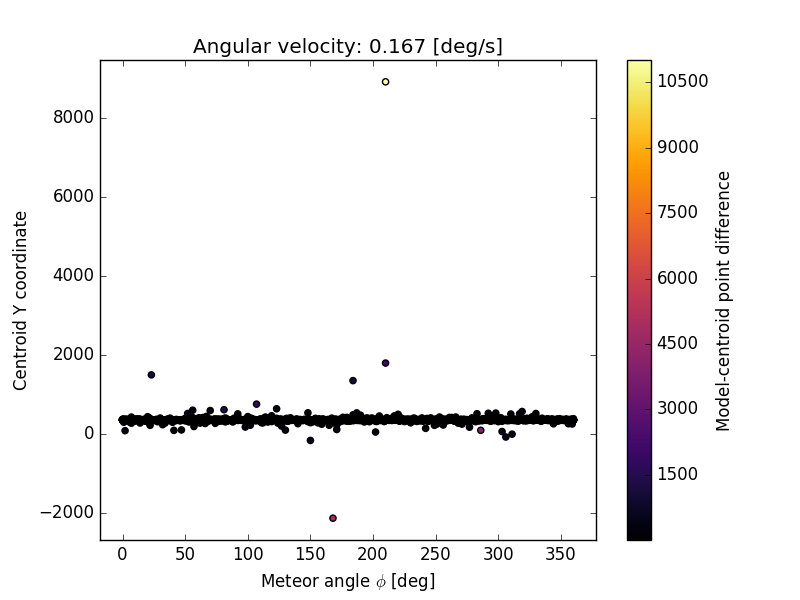 Angular velocity: 0.167 [deg/s]
Centroid Y coordinate
8000
6000
4000
2000
0
−2000
0 50 100 150 200 250 300 350
Meteor angle ϕ [deg]
10500
9000
7500
6000
4500
3000
1500
Model-centroid point difference